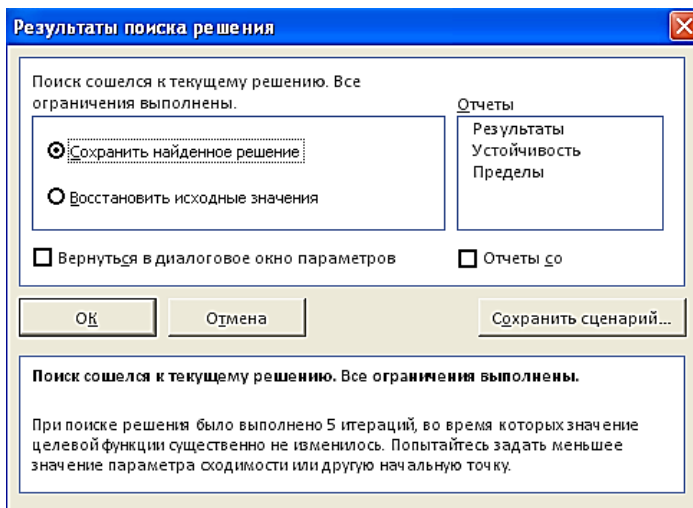 Результаты поиска решения
Поиск сошелся к текущему решению. Все
ограничения выполнены.
Отчеты
Результаты
Устойчивость
Пределы
Сохранить найденное решение
Восстановить исходные значения
Вернуться в диалоговое окно параметров
Отчеты со
ОК
Отмена
Сохранить сценарий...
Поиск сошелся к текущему решению. Все ограничения выполнены.
При поиске решения было выполнено 5 итераций, во время которых значение
целевой функции существенно не изменилось. Попытайтесь задать меньшее
значение параметра сходимости или другую начальную точку.